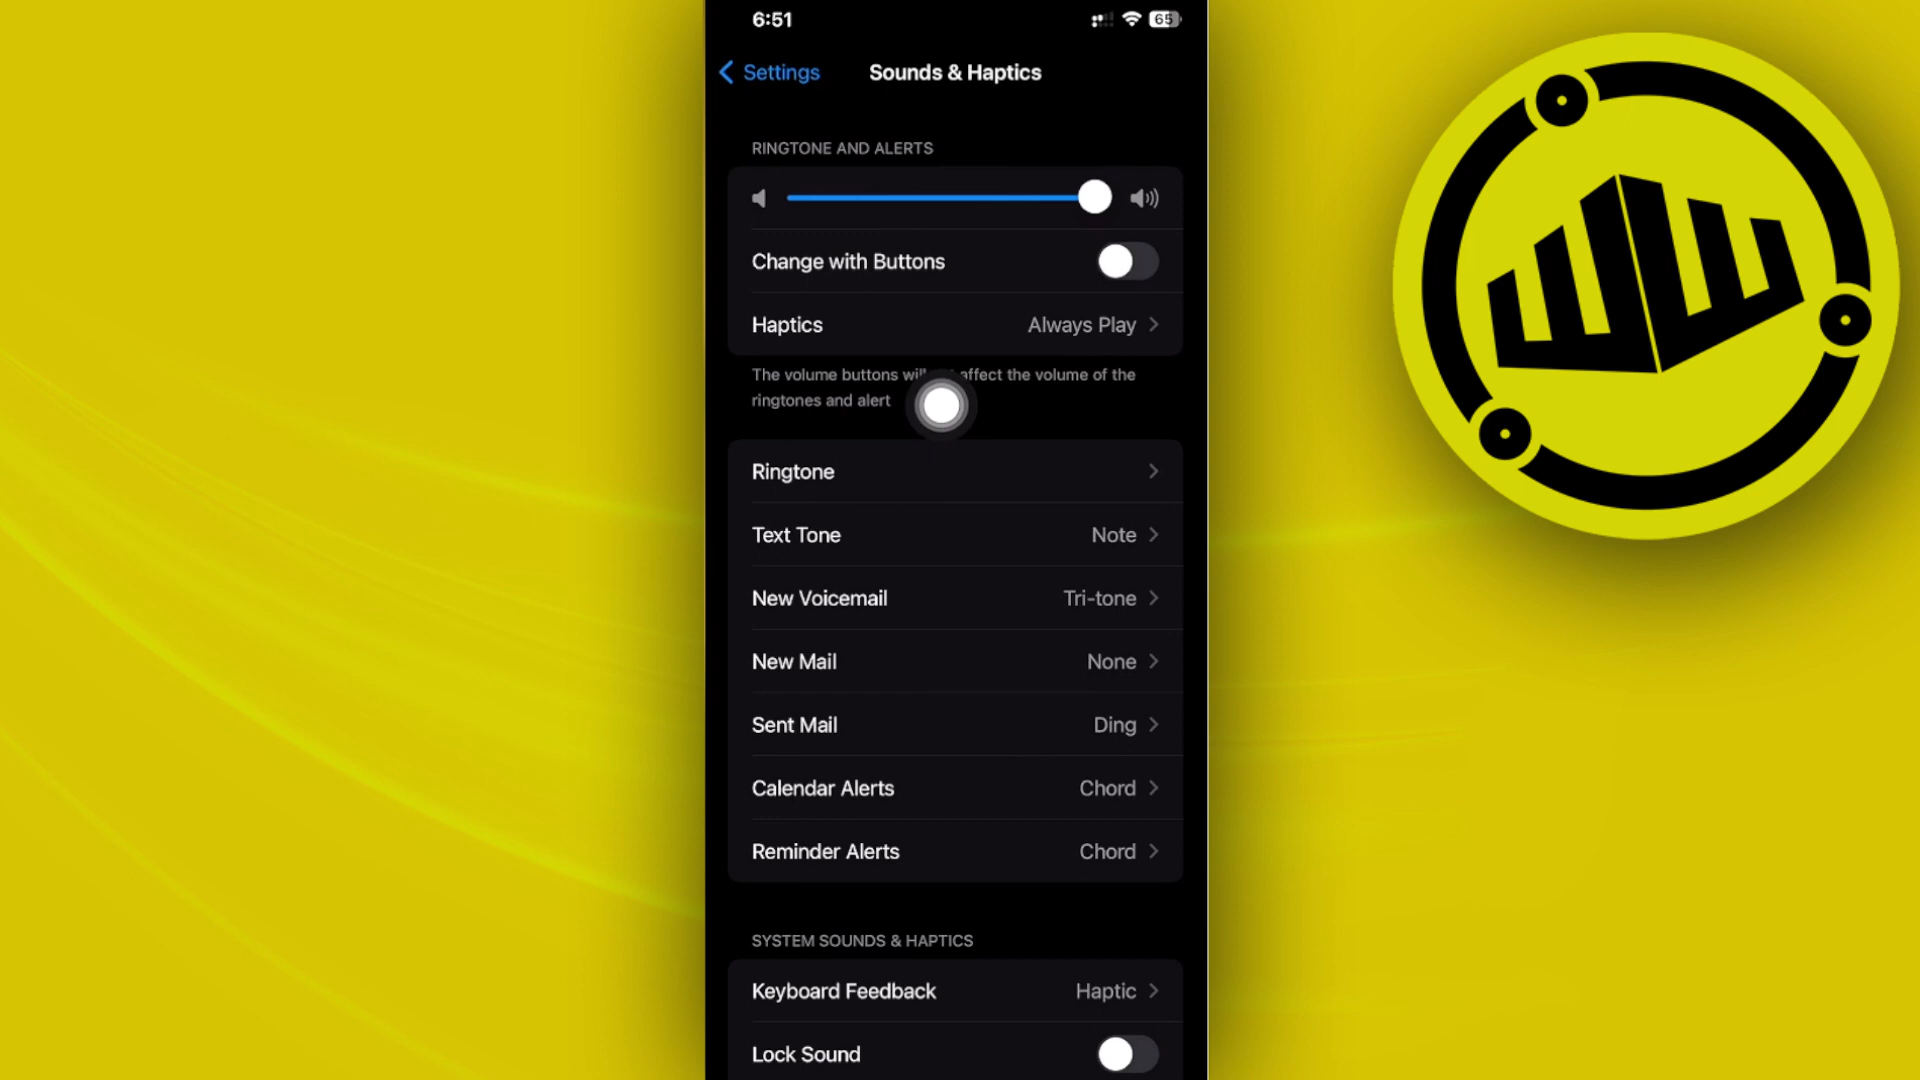 6:51
65
Settings
Sounds & Haptics
RINGTONE AND ALERTS
Change with Buttons
Haptics Always Play
The volume buttons will affect the volume of the
ringtones and alert
Ringtone
Text Tone Note
New Voicemail Tri-tone
New Mail None
Sent Mail Ding
Calendar Alerts Chord
Reminder Alerts Chord
SYSTEM SOUNDS & HAPTICS
Keyboard Feedback Haptic
Lock Sound